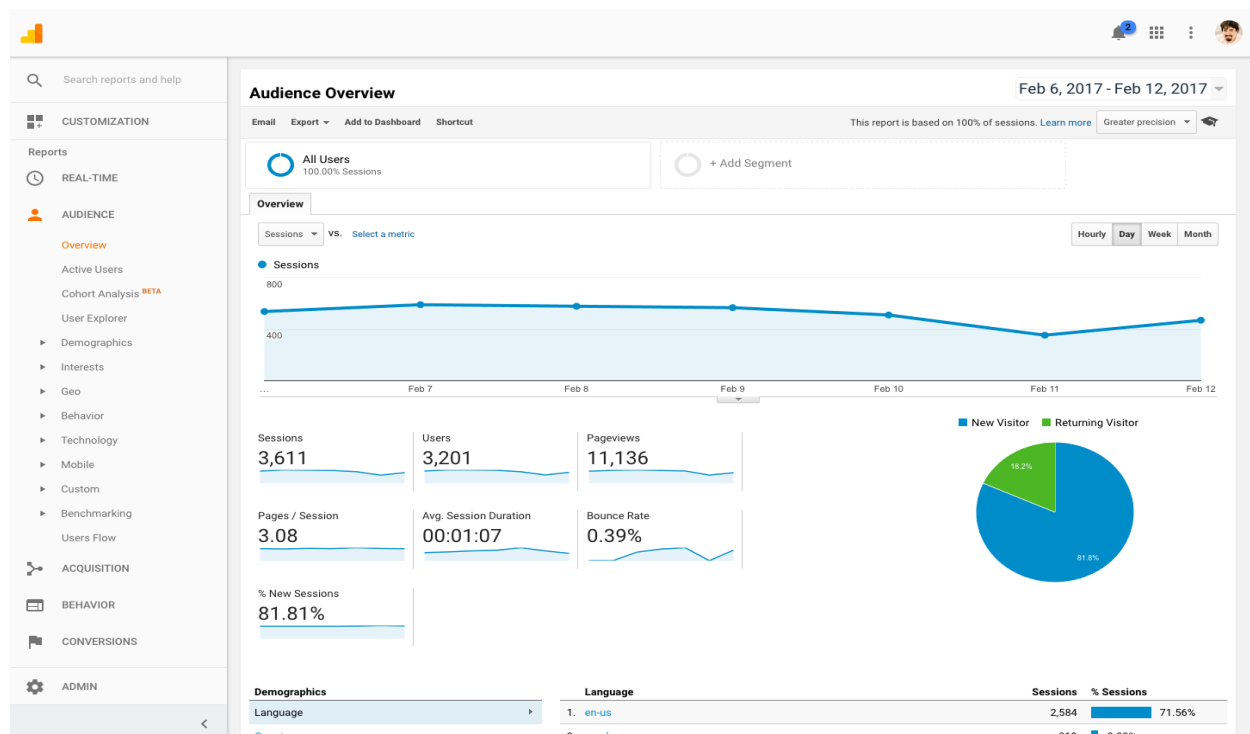 2
Search reports and help
CUSTOMIZATION
Reports
REAL-TIME
AUDIENCE
Overview
Active Users
Cohort Analysis BETA
User Explorer
Demographics
Interests
Geo
Behavior
Technology
Mobile
Custom
Benchmarking
Users Flow
ACQUISITION
BEHAVIOR
CONVERSIONS
ADMIN
Audience Overview
Feb 6, 2017 - Feb 12, 2017
Email Export Add to Dashboard Shortcut
This report is based on 100% of sessions. Learn more Greater precision
All Users
100.00% Sessions
+ Add Segment
Overview
Sessions VS. Select a metric
Hourly Day Week Month
Sessions
800
400
... Feb 7 Feb 8 Feb 9 Feb 10 Feb 11 Feb 12
New Visitor Returning Visitor
18.2%
81.8%
Sessions
3,611
Users
3,201
Pageviews
11,136
Pages / Session
3.08
Avg. Session Duration
00:01:07
Bounce Rate
0.39%
% New Sessions
81.81%
Demographics
Language
Language Sessions % Sessions
1. en-us 2,584 71.56%